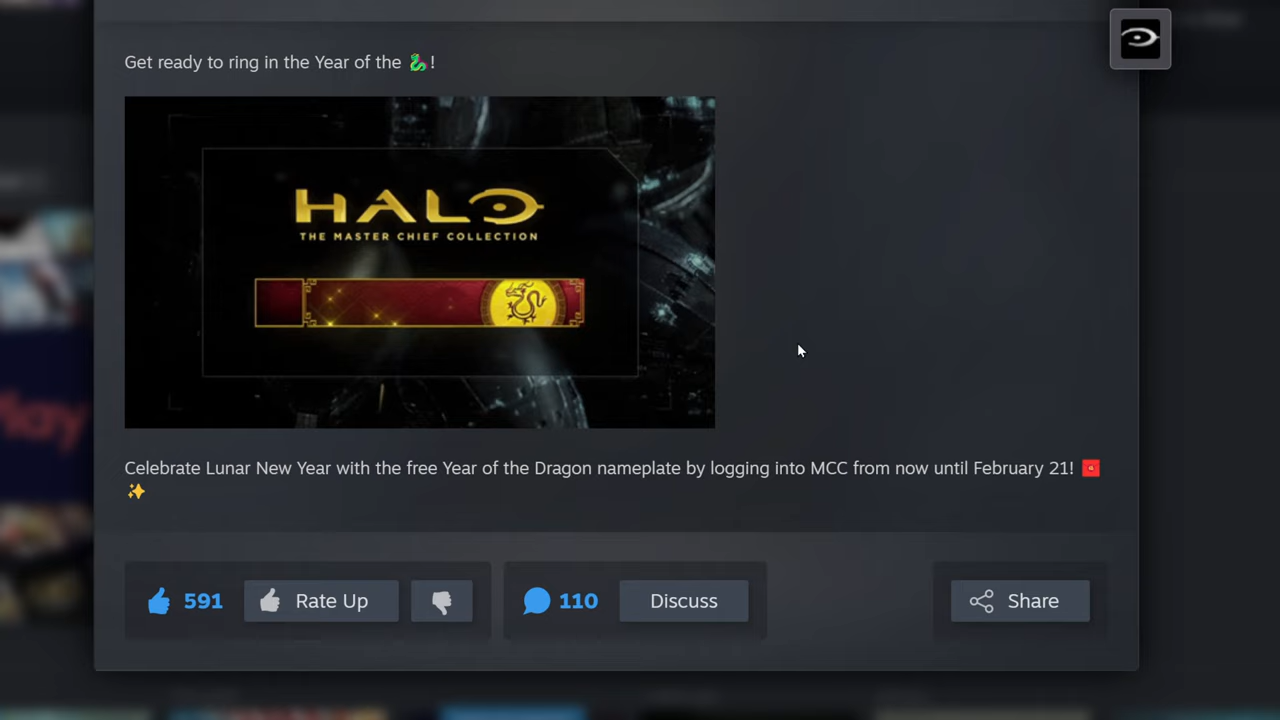 Get ready to ring in the Year of the 🐉!
HALO
THE MASTER CHIEF COLLECTION
Celebrate Lunar New Year with the free Year of the Dragon nameplate by logging into MCC from now until February 21! 🧧
✨
591
Rate Up
110
Discuss
Share